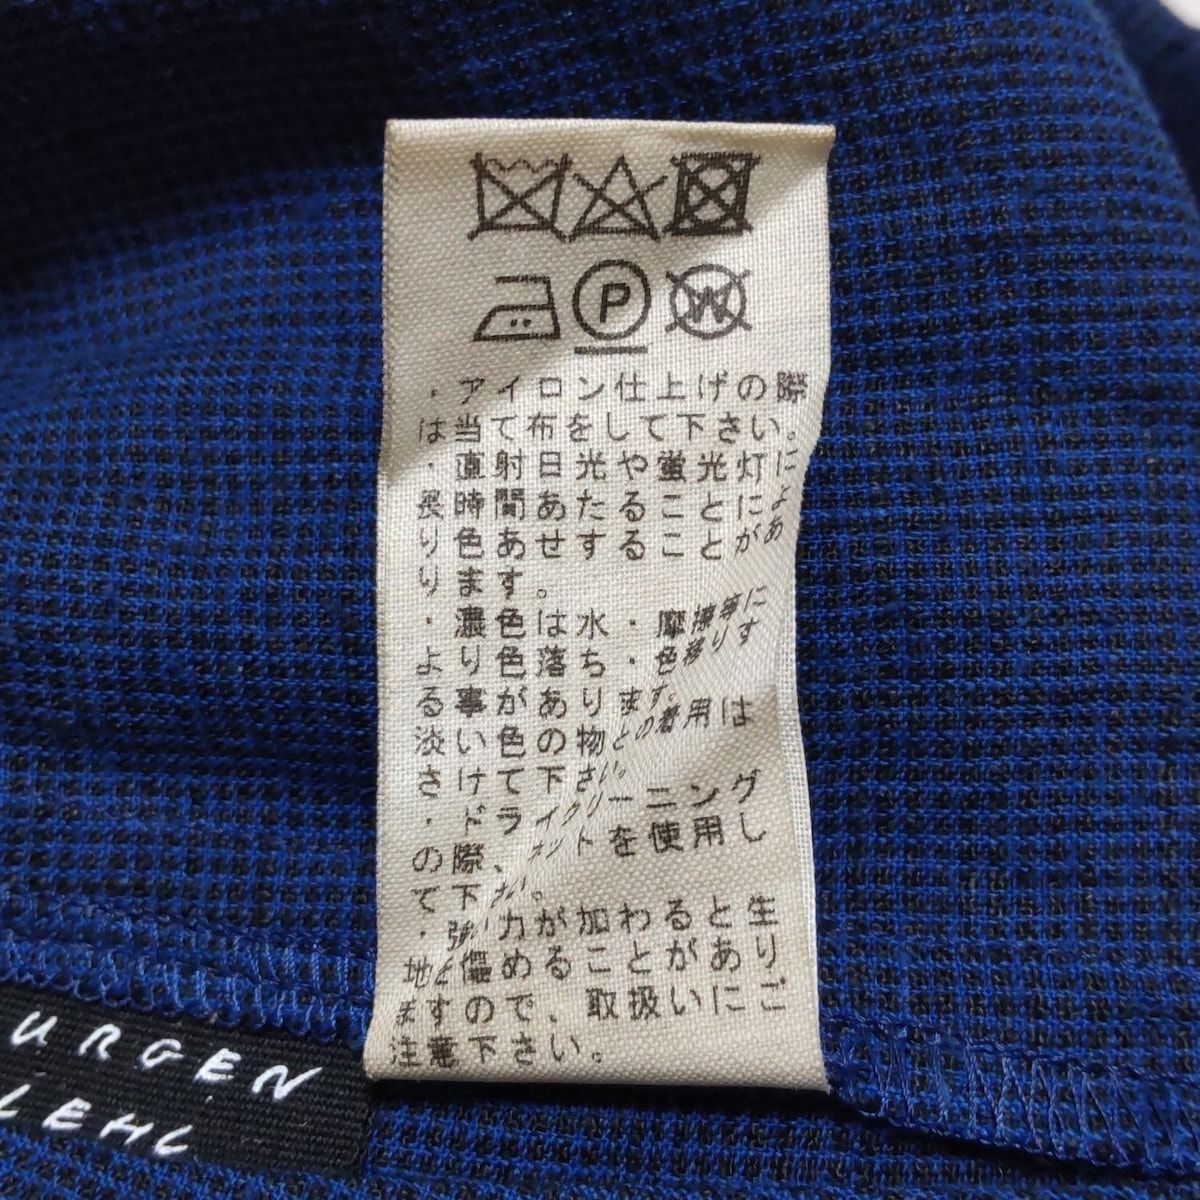 P
W
・アイロン仕上げの際
は当て布をして下さい。
・直射日光や蛍光灯に
長時間あたることによ
り色あせすることがあ
ります。
・濃色は水・摩擦等に
より色落ち・色移りす
る事があります。
淡い色の物との着用は
さけて下さい。
・ドライクリーニング
の際、ネットを使用し
て下さい。
・強い力が加わると生
地を傷めることがあり
ますので、取扱いにご
注意下さい。
URGEN
LEHL